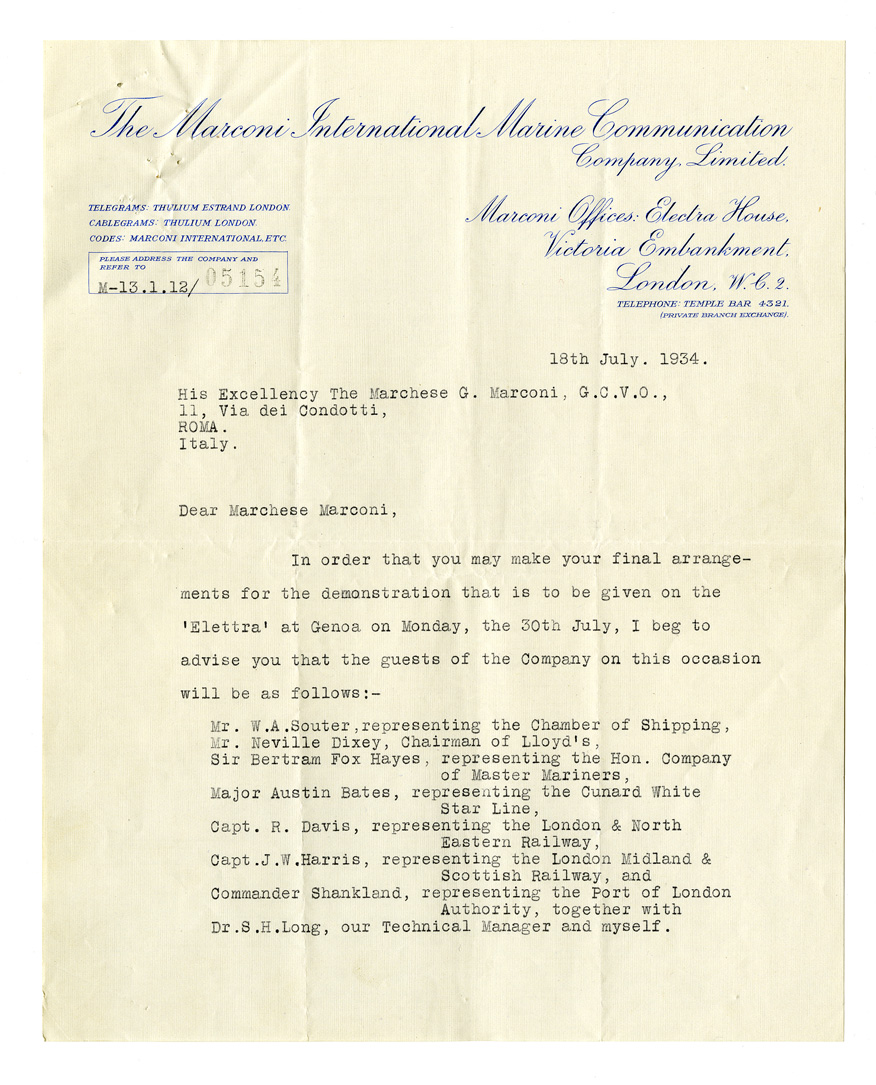 The Marconi International Marine Communication
Company, Limited.
TELEGRAMS: THULIUM ESTRAND LONDON.
CABLEGRAMS: THULIUM LONDON.
CODES: MARCONI INTERNATIONAL, ETC.
Marconi Offices: Electra House,
Victoria Embankment,
London, W.C. 2.
TELEPHONE: TEMPLE BAR 4321.
(PRIVATE BRANCH EXCHANGE).
PLEASE ADDRESS THE COMPANY AND
REFER TO
M-13.1.12/ 05154
18th July. 1934.
His Excellency The Marchese G. Marconi, G.C.V.O.,
11, Via dei Condotti,
ROMA.
Italy.
Dear Marchese Marconi,
In order that you may make your final arrange-
ments for the demonstration that is to be given on the
'Elettra' at Genoa on Monday, the 30th July, I beg to
advise you that the guests of the Company on this occasion
will be as follows:-
Mr. W.A.Souter,representing the Chamber of Shipping,
Mr. Neville Dixey, Chairman of Lloyd's,
Sir Bertram Fox Hayes, representing the Hon. Company
of Master Mariners,
Major Austin Bates, representing the Cunard White
Star Line,
Capt. R. Davis, representing the London & North
Eastern Railway,
Capt.J.W.Harris, representing the London Midland &
Scottish Railway, and
Commander Shankland, representing the Port of London
Authority, together with
Dr.S.H.Long, our Technical Manager and myself.